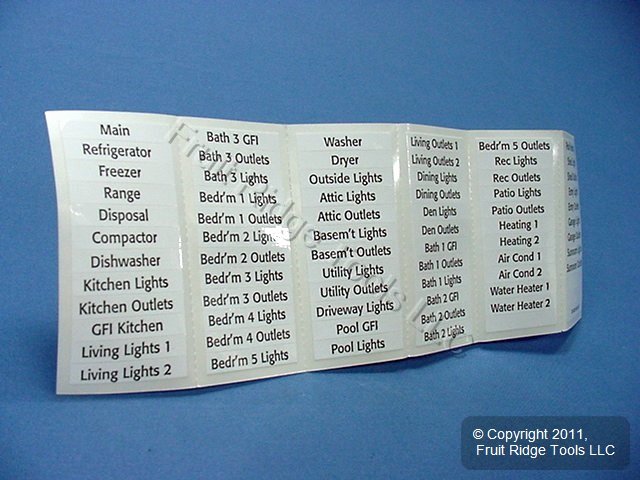 Main
Refrigerator
Freezer
Range
Disposal
Compactor
Dishwasher
Kitchen Lights
Kitchen Outlets
GFI Kitchen
Living Lights 1
Living Lights 2
Bath 3 GFI
Bath 3 Outlets
Bath 3 Lights
Bedr'm 1 Lights
Bedr'm 1 Outlets
Bedr'm 2 Lights
Bedr'm 2 Outlets
Bedr'm 3 Lights
Bedr'm 3 Outlets
Bedr'm 4 Lights
Bedr'm 4 Outlets
Bedr'm 5 Lights
Washer
Dryer
Outside Lights
Attic Lights
Attic Outlets
Basem't Lights
Basem't Outlets
Utility Lights
Utility Outlets
Driveway Lights
Pool GFI
Pool Lights
Living Outlets 1
Living Outlets 2
Dining Lights
Dining Outlets
Den Lights
Den Outlets
Bath 1 GFI
Bath 1 Outlets
Bath 1 Lights
Bath 2 GFI
Bath 2 Outlets
Bath 2 Lights
Bedr'm 5 Outlets
Rec Lights
Rec Outlets
Patio Lights
Patio Outlets
Heating 1
Heating 2
Air Cond 1
Air Cond 2
Water Heater 1
Water Heater 2
Fruit Ridge Tools LLC
© Copyright 2011,
Fruit Ridge Tools LLC